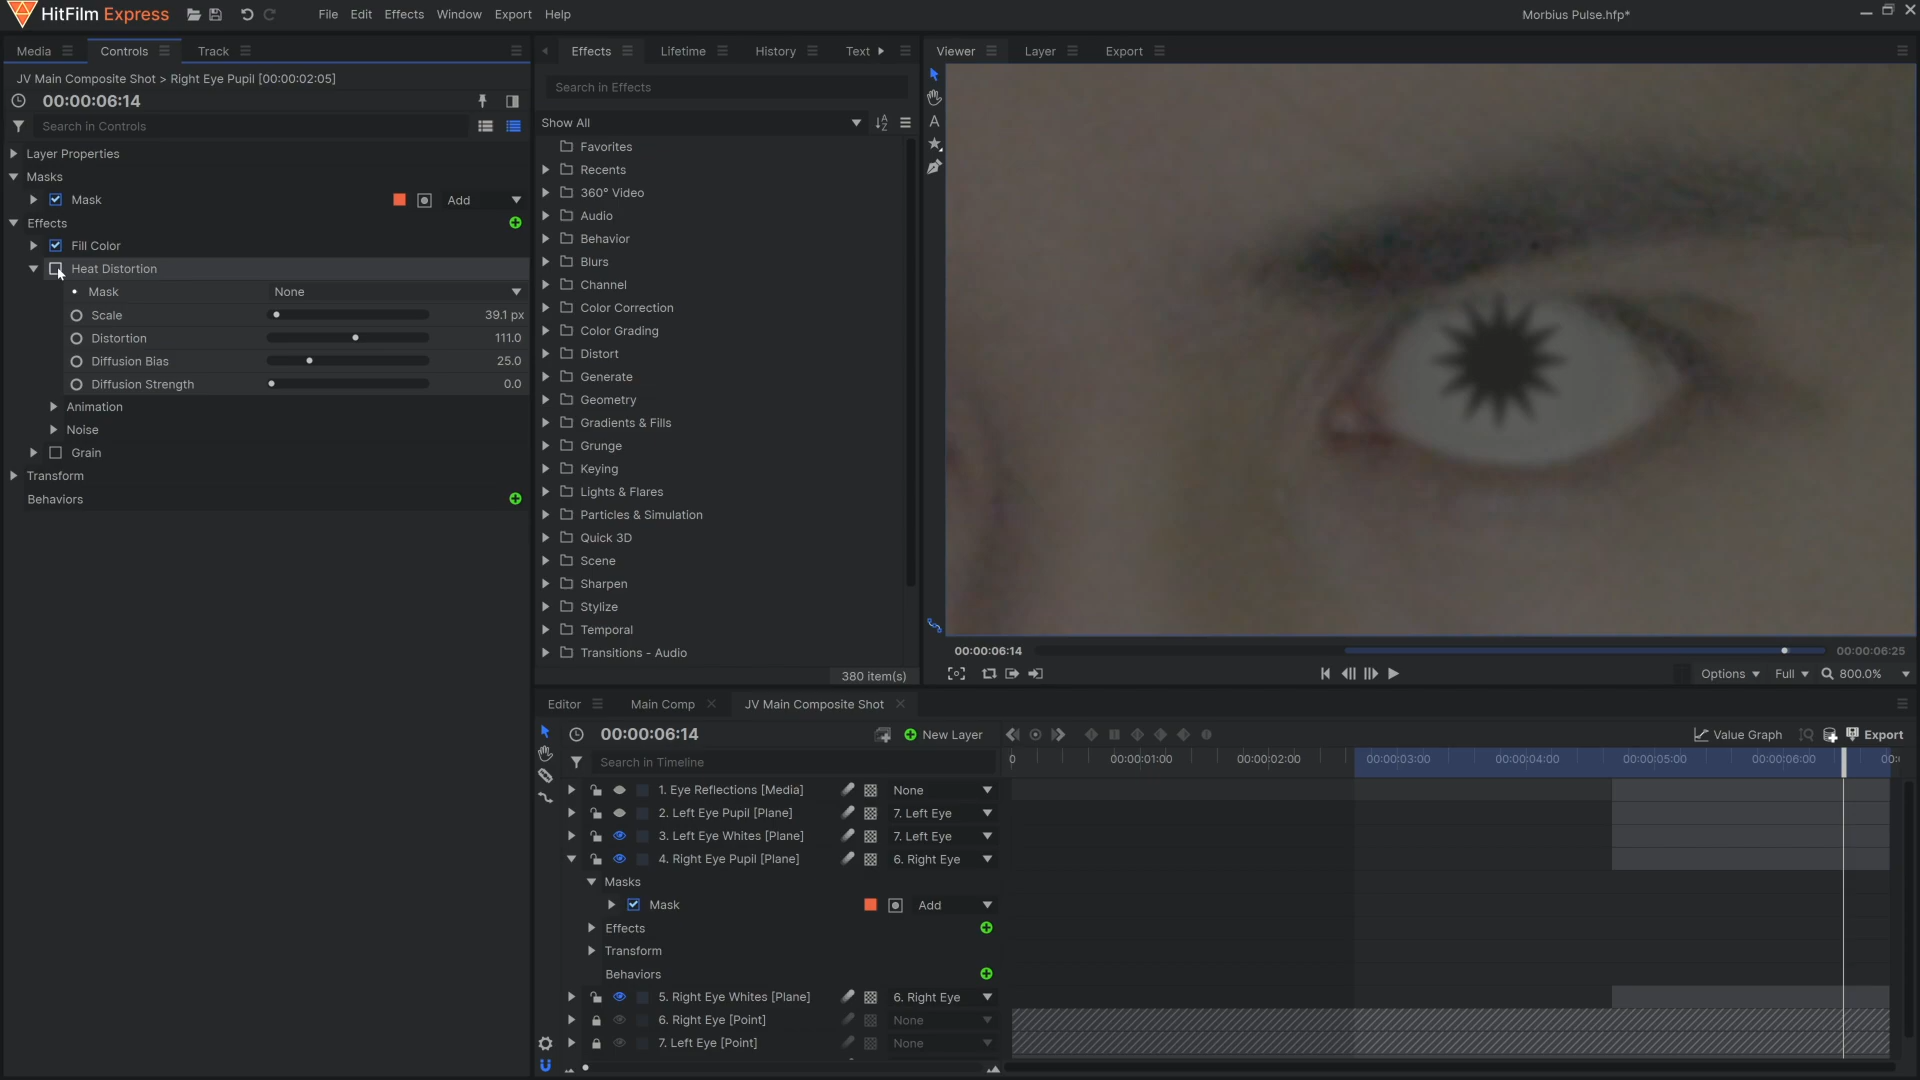 HitFilm Express
File Edit Effects Window Export Help
Morbius Pulse.hfp*
Media Controls Track
JV Main Composite Shot > Right Eye Pupil [00:00:02:05]
00:00:06:14
Search in Controls
Layer Properties
Masks
Mask Add
Effects
Fill Color
Heat Distortion
Mask None
Scale 39.1 px
Distortion 111.0
Diffusion Bias 25.0
Diffusion Strength 0.0
Animation
Noise
Grain
Transform
Behaviors
Effects Lifetime History Text
Search in Effects
Show All
Favorites
Recents
360° Video
Audio
Behavior
Blurs
Channel
Color Correction
Color Grading
Distort
Generate
Geometry
Gradients & Fills
Grunge
Keying
Lights & Flares
Particles & Simulation
Quick 3D
Scene
Sharpen
Stylize
Temporal
Transitions - Audio
380 item(s)
Viewer Layer Export
A
00:00:06:14 00:00:06:25
Options Full 800.0%
Editor Main Comp JV Main Composite Shot
00:00:06:14 New Layer Value Graph Export
Search in Timeline
0 00:00:01:00 00:00:02:00 00:00:03:00 00:00:04:00 00:00:05:00 00:00:06:00 00:
1. Eye Reflections [Media] None
2. Left Eye Pupil [Plane] 7. Left Eye
3. Left Eye Whites [Plane] 7. Left Eye
4. Right Eye Pupil [Plane] 6. Right Eye
Masks
Mask Add
Effects
Transform
Behaviors
5. Right Eye Whites [Plane] 6. Right Eye
6. Right Eye [Point] None
7. Left Eye [Point] None